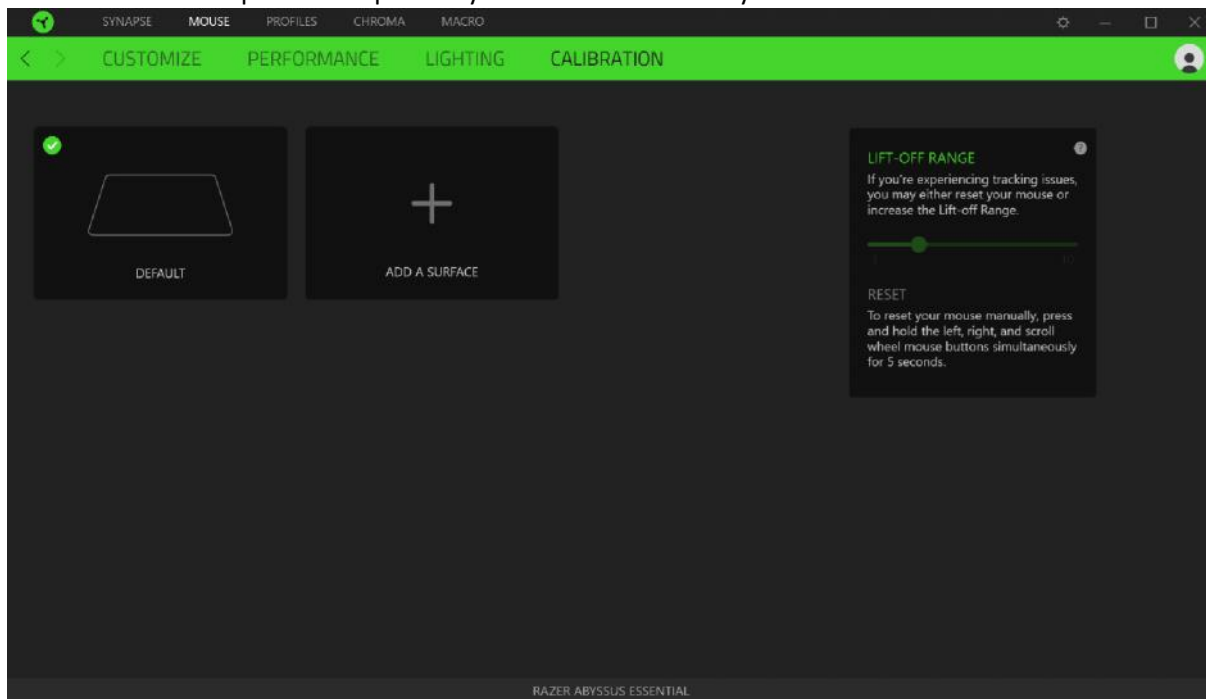 SYNAPSE MOUSE PROFILES CHROMA MACRO
CUSTOMIZE PERFORMANCE LIGHTING CALIBRATION
DEFAULT
ADD A SURFACE
LIFT-OFF RANGE
If you're experiencing tracking issues,
you may either reset your mouse or
increase the Lift-off Range.
1 10
RESET
To reset your mouse manually, press
and hold the left, right, and scroll
wheel mouse buttons simultaneously
for 5 seconds.
RAZER ABYSSUS ESSENTIAL